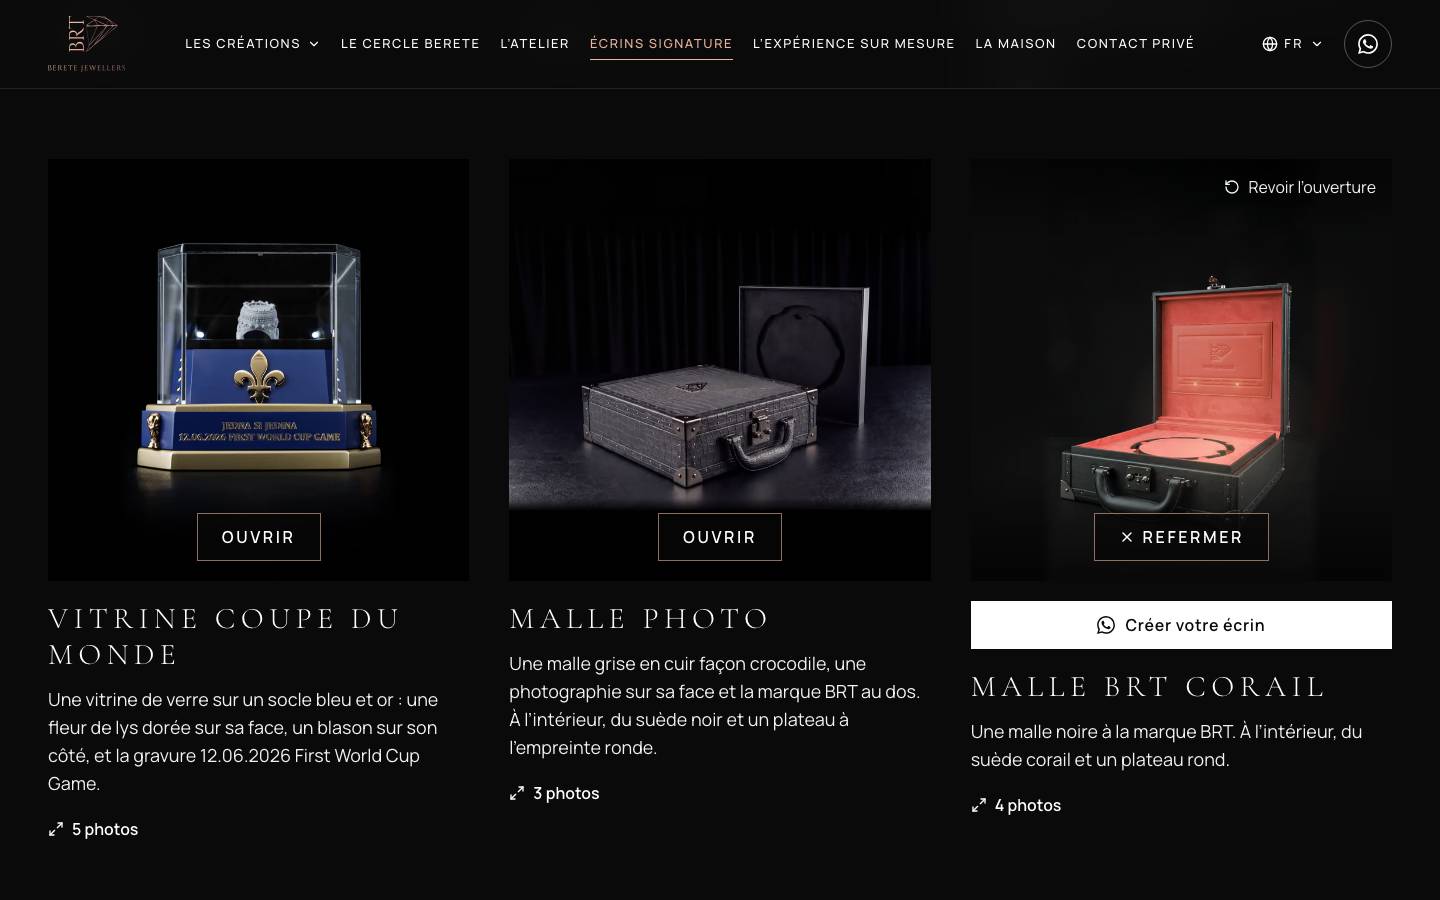 BRT
BERETE JEWELLERS
LES CRÉATIONS
LE CERCLE BERETE
L'ATELIER
ÉCRINS SIGNATURE
L'EXPÉRIENCE SUR MESURE
LA MAISON
CONTACT PRIVÉ
FR
JEDNA SI JEDINA
12.06.2026 FIRST WORLD CUP GAME
OUVRIR
VITRINE COUPE DU
MONDE
Une vitrine de verre sur un socle bleu et or : une
fleur de lys dorée sur sa face, un blason sur son
côté, et la gravure 12.06.2026 First World Cup
Game.
5 photos
OUVRIR
MALLE PHOTO
Une malle grise en cuir façon crocodile, une
photographie sur sa face et la marque BRT au dos.
À l'intérieur, du suède noir et un plateau à
l'empreinte ronde.
3 photos
Revoir l'ouverture
REFERMER
Créer votre écrin
MALLE BRT CORAIL
Une malle noire à la marque BRT. À l'intérieur, du
suède corail et un plateau rond.
4 photos